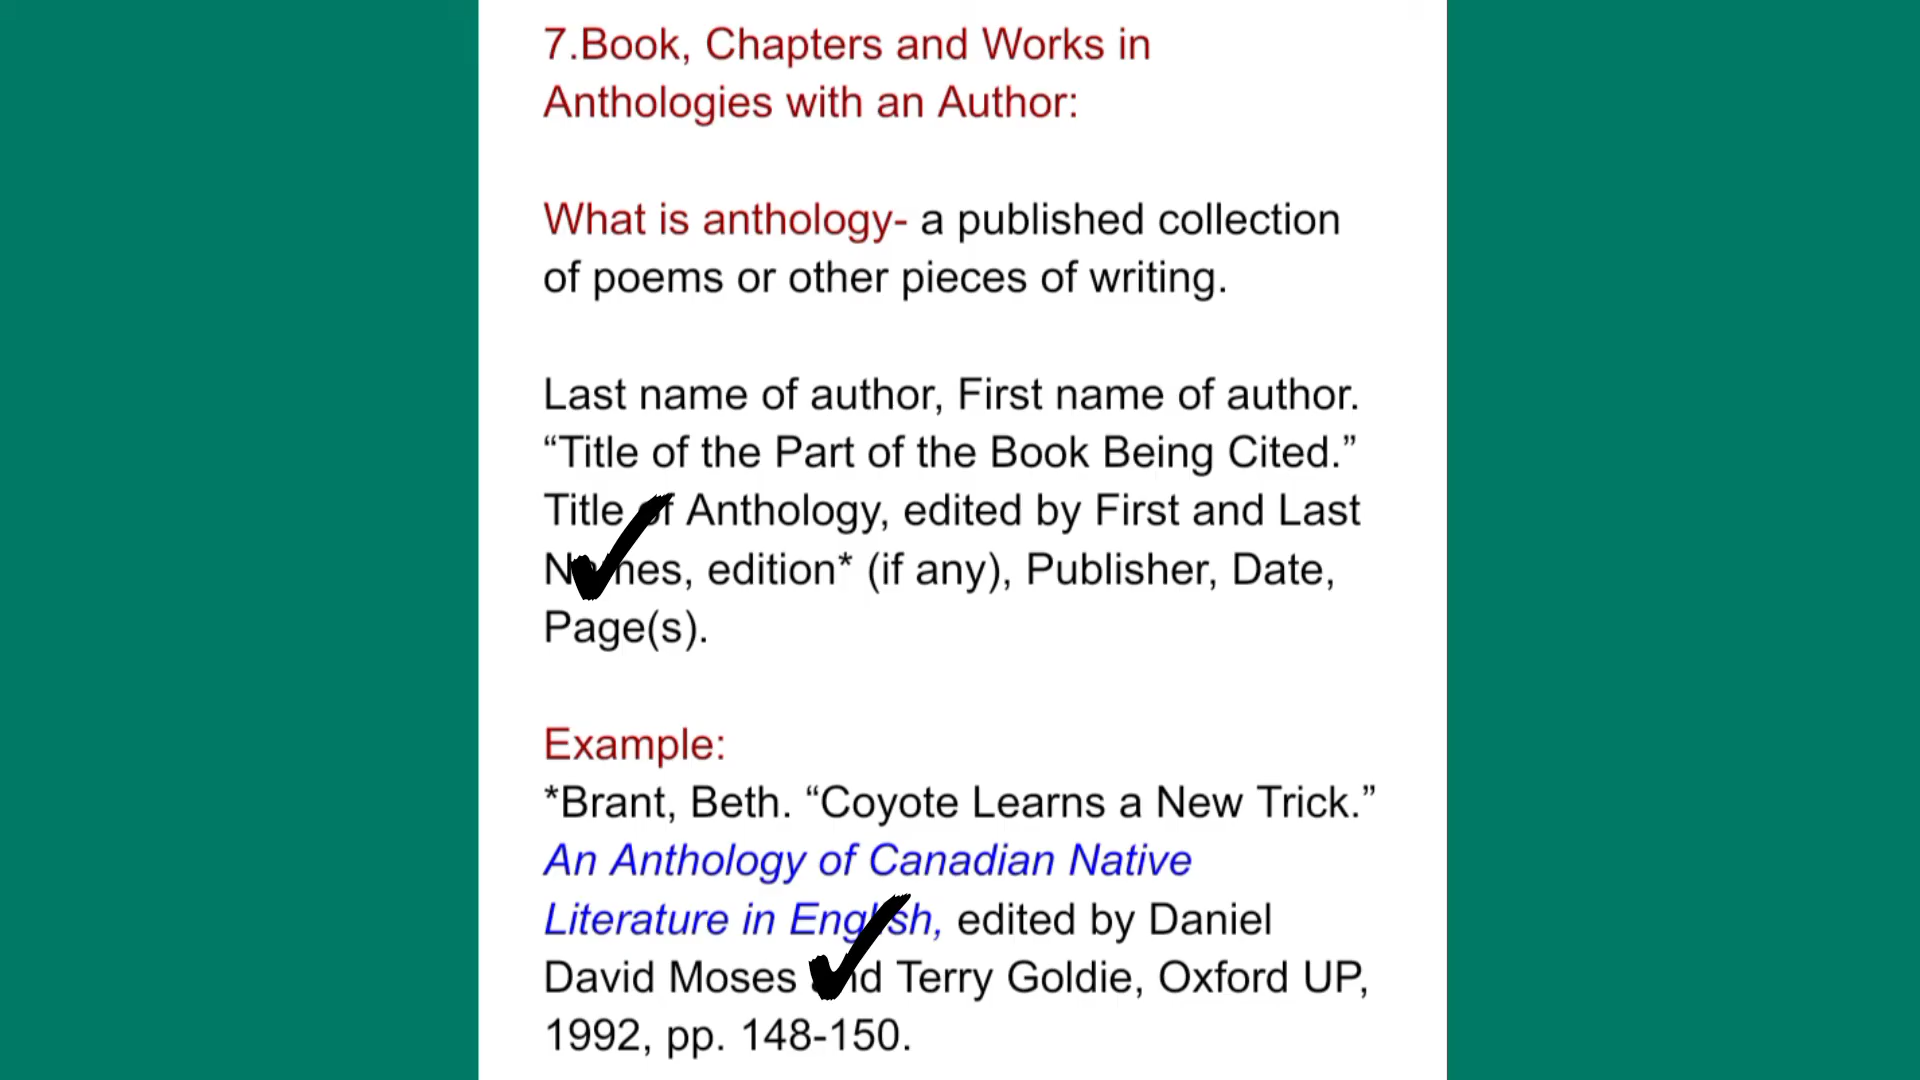 7.Book, Chapters and Works in
Anthologies with an Author:
What is anthology- a published collection
of poems or other pieces of writing.
Last name of author, First name of author.
“Title of the Part of the Book Being Cited.”
Title of Anthology, edited by First and Last
Names, edition* (if any), Publisher, Date,
Page(s).
Example:
*Brant, Beth. “Coyote Learns a New Trick.”
An Anthology of Canadian Native
Literature in English, edited by Daniel
David Moses and Terry Goldie, Oxford UP,
1992, pp. 148-150.